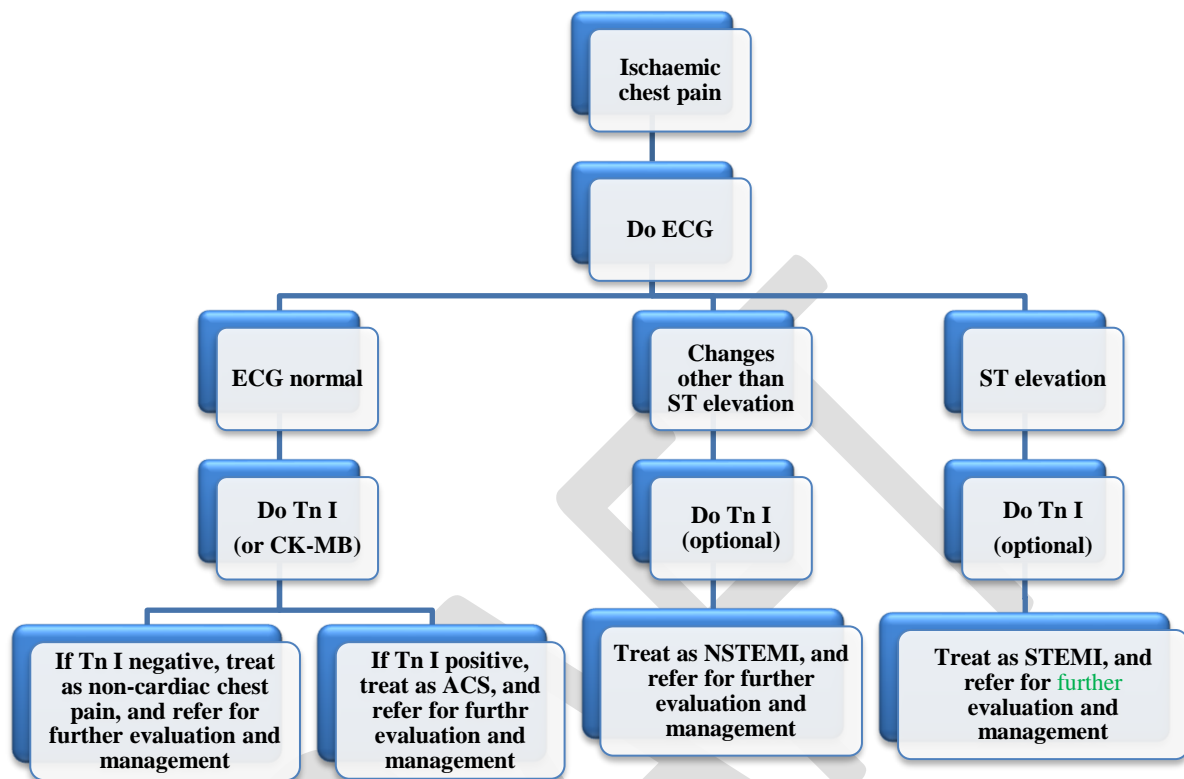 Ischaemic
chest pain
Do ECG
ECG normal
Changes
other than
ST elevation
ST elevation
Do Tn I
(or CK-MB)
Do Tn I
(optional)
Do Tn I
(optional)
If Tn I negative, treat
as non-cardiac chest
pain, and refer for
further evaluation and
management
If Tn I positive,
treat as ACS, and
refer for furthr
evaluation and
management
Treat as NSTEMI, and
refer for further
evaluation and
management
Treat as STEMI, and
refer for further
evaluation and
management